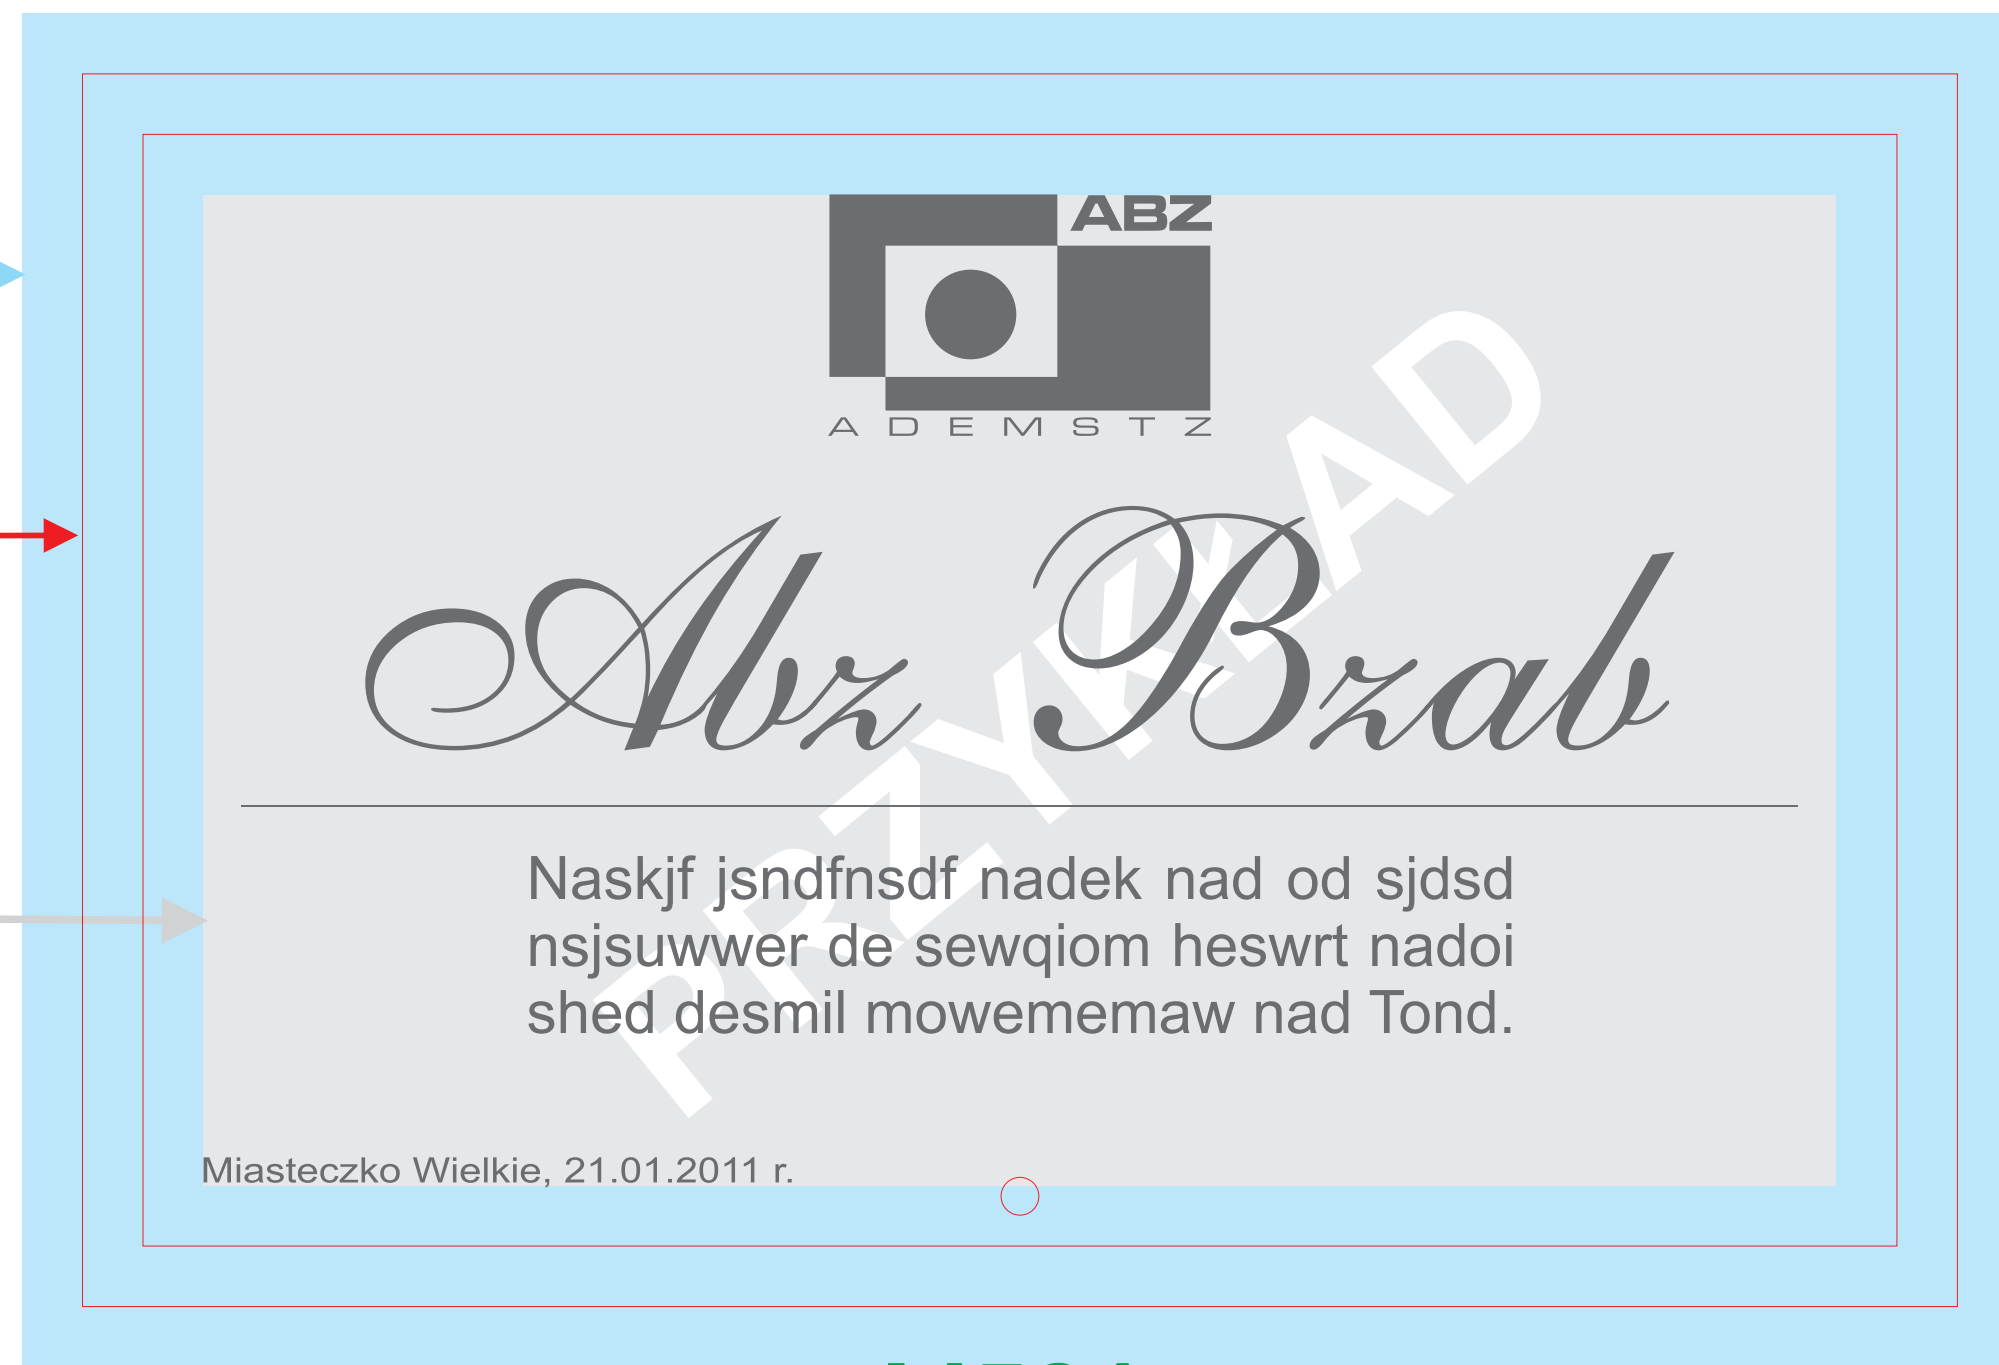 ABZ
ADEMSTZ
Abz Bzab
PRZYKŁAD
Naskjf jsndfnsdf nadek nad od sjdsd
nsjsuwwer de sewqiom heswrt nadoi
shed desmil mowememaw nad Tond.
Miasteczko Wielkie, 21.01.2011 r.